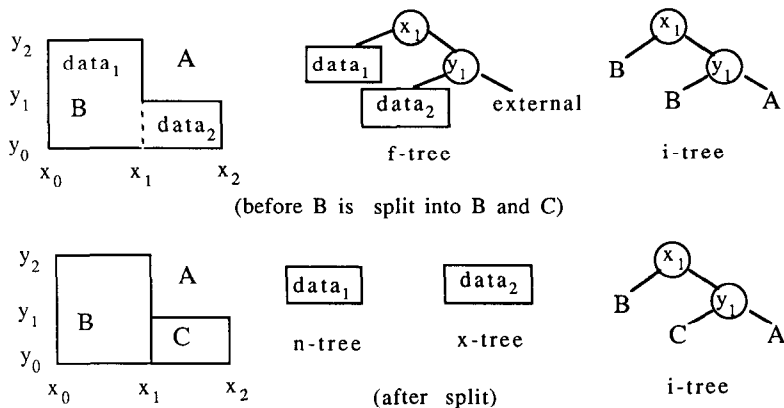 y₂
data₁
A
y₁
B
data₂
y₀
x₀ x₁ x₂
x₁
data₁
y₁
data₂
external
f-tree
x₁
B
y₁
B
A
i-tree
(before B is split into B and C)
y₂
A
y₁
B
C
y₀
x₀ x₁ x₂
data₁
n-tree
data₂
x-tree
x₁
B
y₁
C
A
i-tree
(after split)